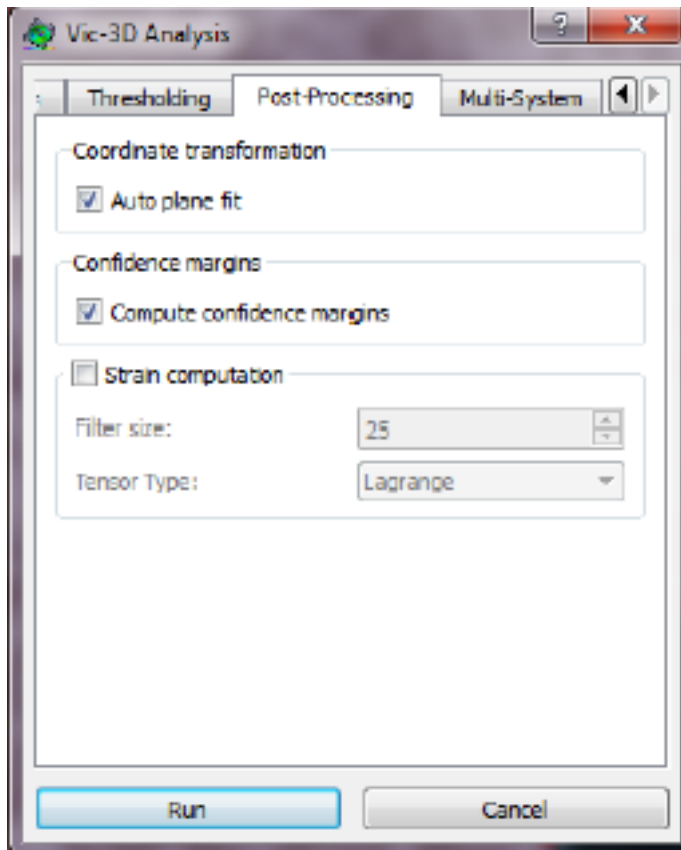 Vic-3D Analysis
?
Thresholding Post-Processing Multi-System
Coordinate transformation
Auto plane fit
Confidence margins
Compute confidence margins
Strain computation
Filter size: 25
Tensor Type: Lagrange
Run Cancel